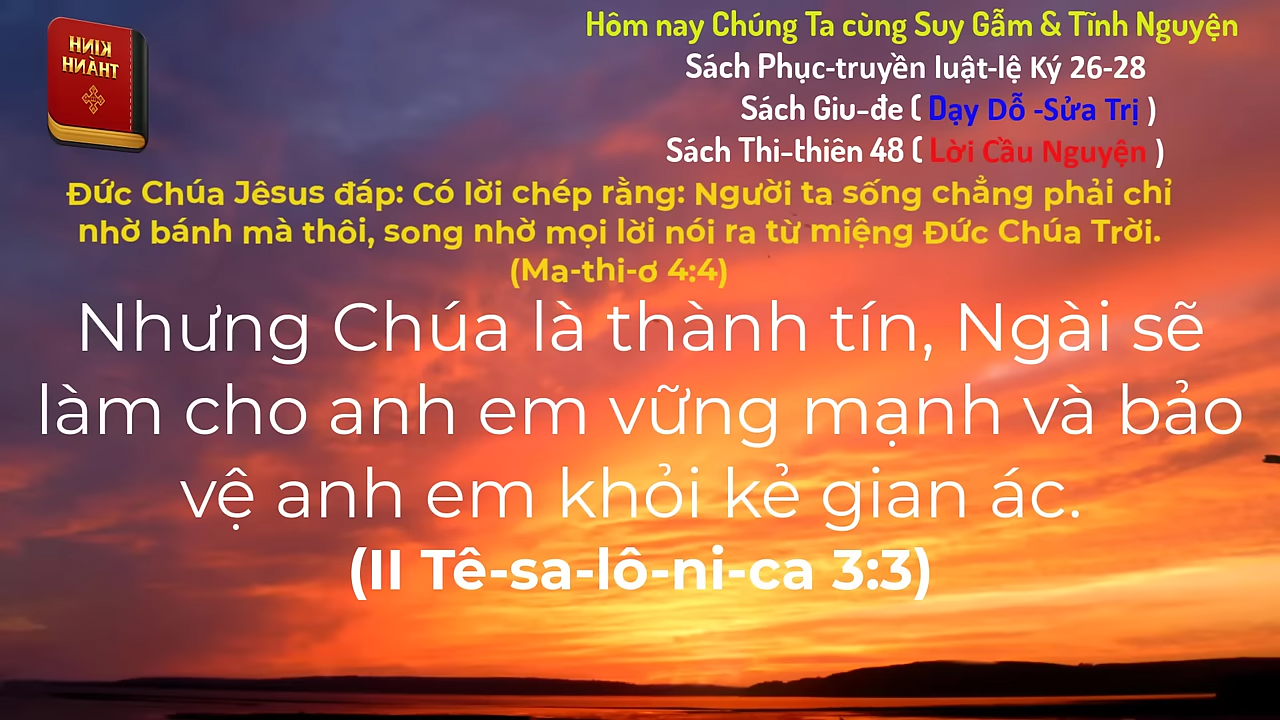 KINH
THÀNH
Hôm nay Chúng Ta cùng Suy Gẫm & Tĩnh Nguyện
Sách Phục-truyền luật-lệ Ký 26-28
Sách Giu-đe ( Dạy Dỗ -Sửa Trị )
Sách Thi-thiên 48 ( Lời Cầu Nguyện )
Đức Chúa Jêsus đáp: Có lời chép rằng: Người ta sống chẳng phải chỉ
nhờ bánh mà thôi, song nhờ mọi lời nói ra từ miệng Đức Chúa Trời.
(Ma-thi-ơ 4:4)
Nhưng Chúa là thành tín, Ngài sẽ
làm cho anh em vững mạnh và bảo
vệ anh em khỏi kẻ gian ác.
(II Tê-sa-lô-ni-ca 3:3)